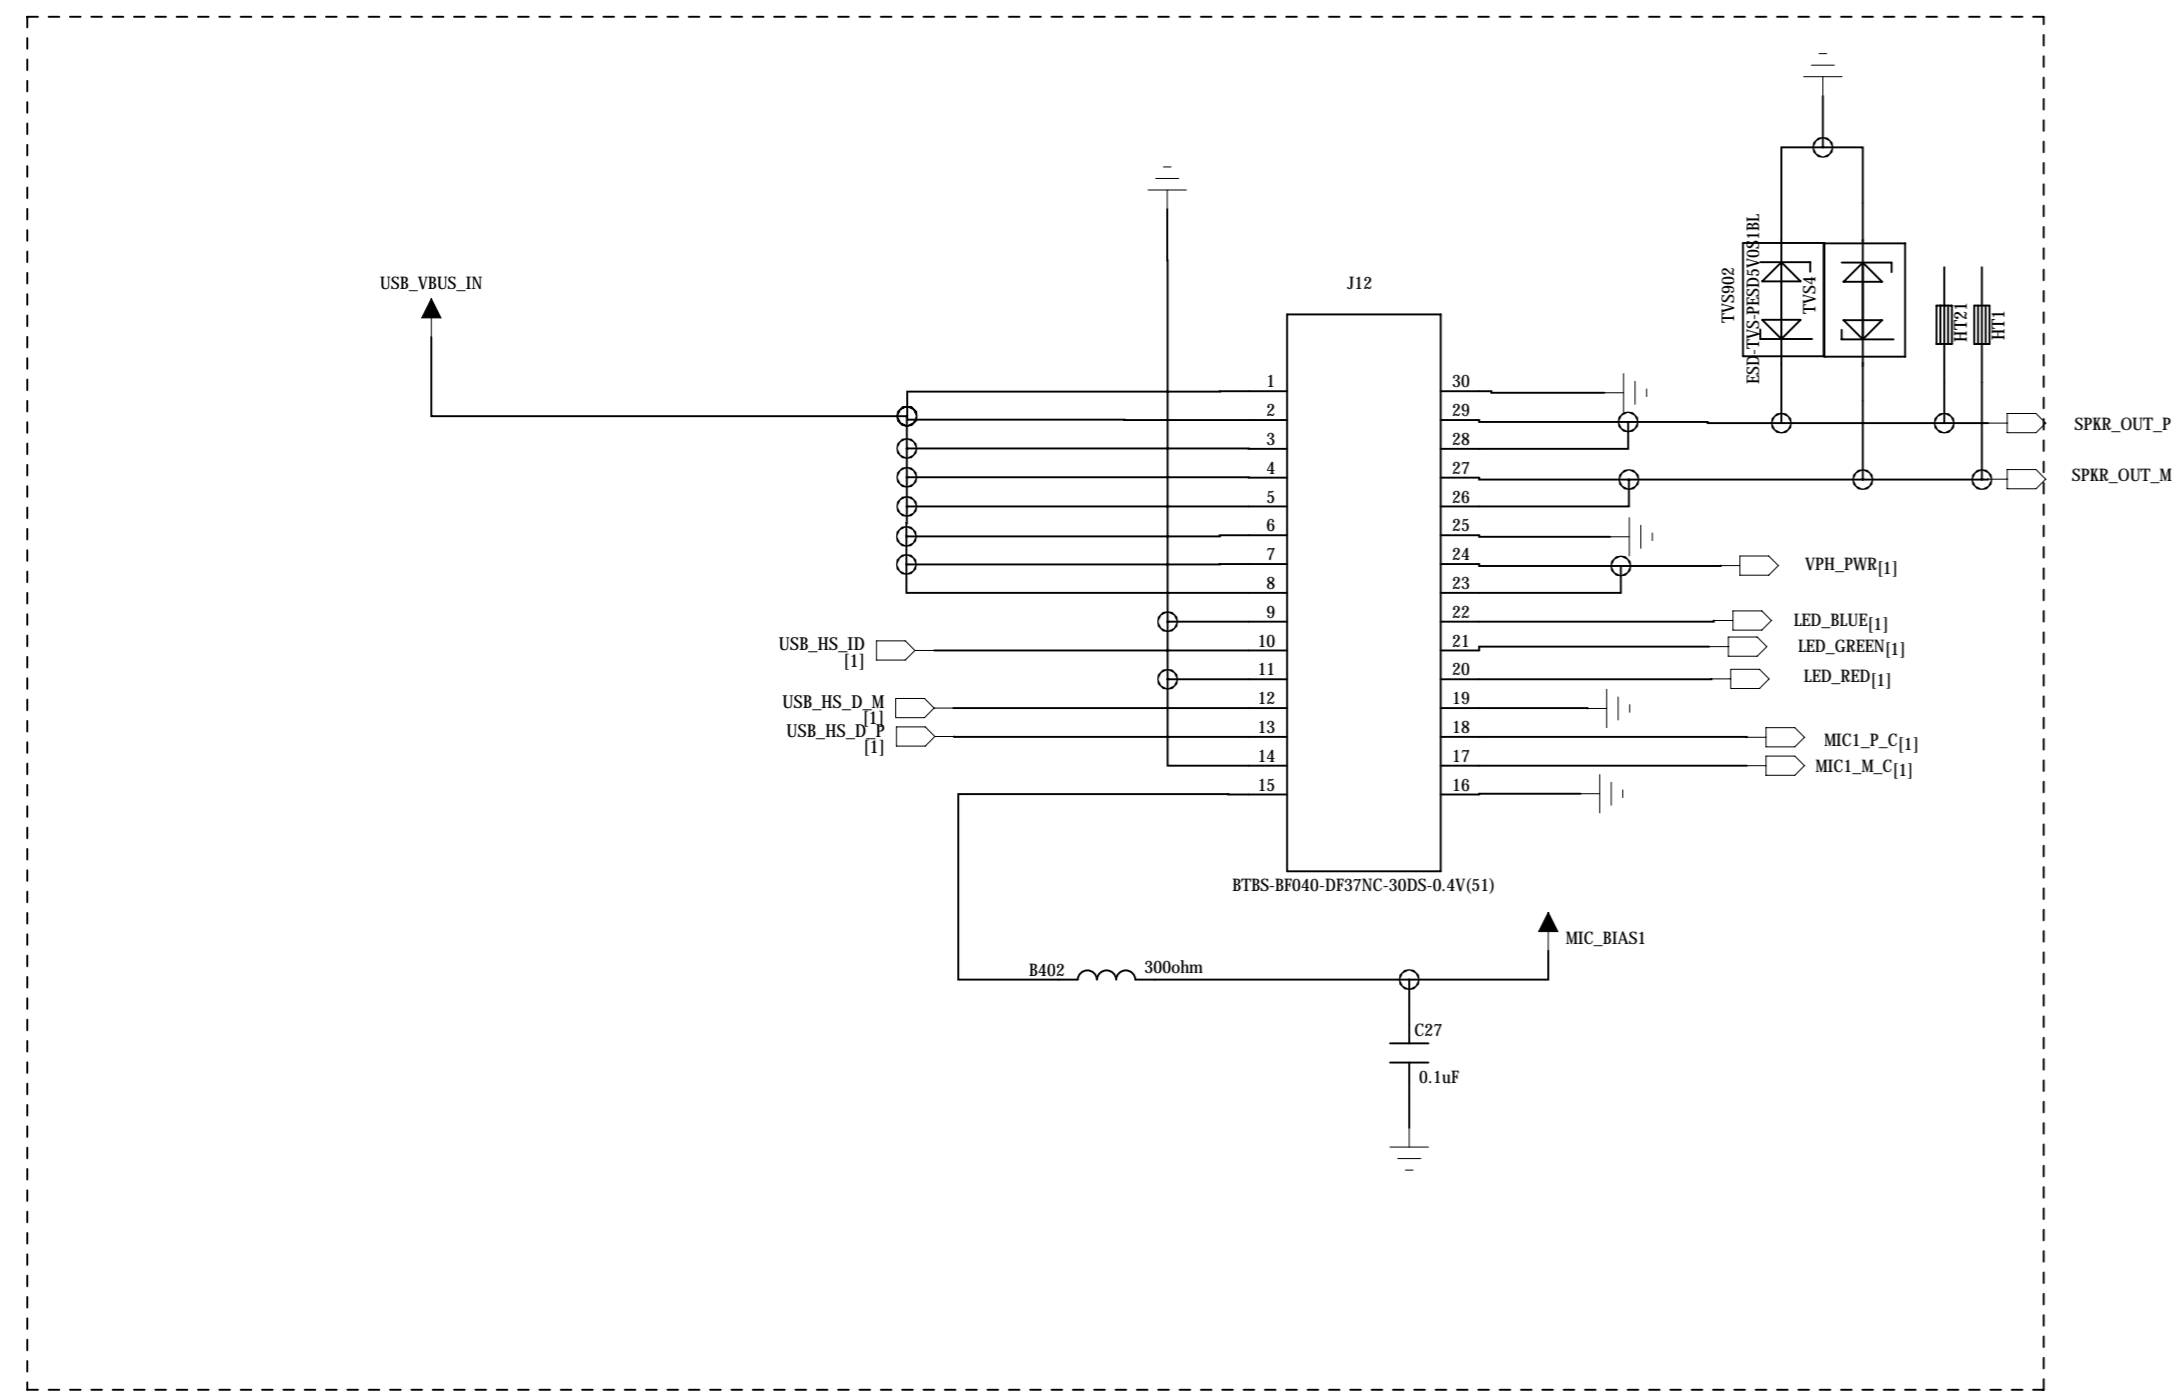 USB_VBUS_IN
J12
TVS902
ESD-TVS-PESD5V0S1BL
TVS4
HT21
HT1
1
2
3
4
5
6
7
8
9
10
11
12
13
14
15
30
29
28
27
26
25
24
23
22
21
20
19
18
17
16
SPKR_OUT_P
SPKR_OUT_M
VPH_PWR[1]
LED_BLUE[1]
LED_GREEN[1]
LED_RED[1]
MIC1_P_C[1]
MIC1_M_C[1]
USB_HS_ID
[1]
USB_HS_D_M
[1]
USB_HS_D_P
[1]
BTBS-BF040-DF37NC-30DS-0.4V(51)
MIC_BIAS1
B402
300ohm
C27
0.1uF